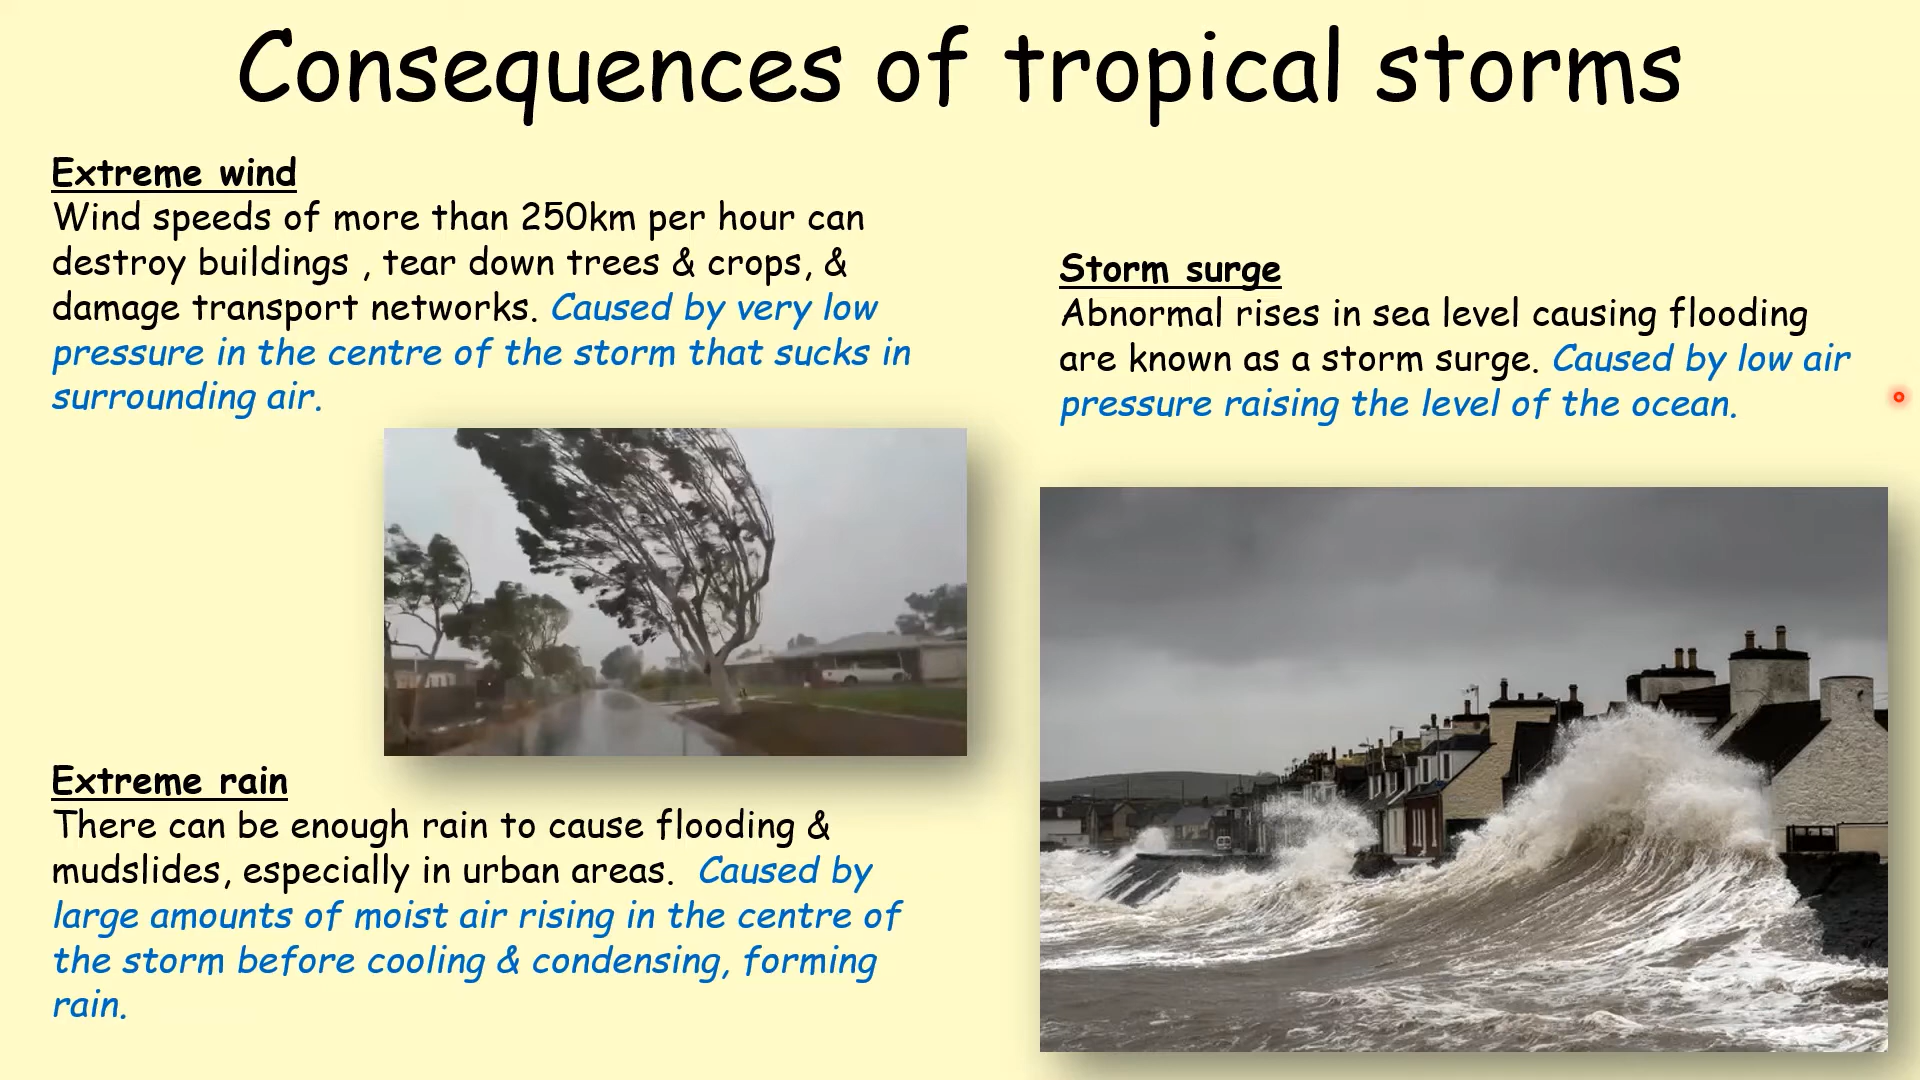 Consequences of tropical storms
Extreme wind
Wind speeds of more than 250km per hour can
destroy buildings , tear down trees & crops, &
damage transport networks. Caused by very low
pressure in the centre of the storm that sucks in
surrounding air.
Extreme rain
There can be enough rain to cause flooding &
mudslides, especially in urban areas.  Caused by
large amounts of moist air rising in the centre of
the storm before cooling & condensing, forming
rain.
Storm surge
Abnormal rises in sea level causing flooding
are known as a storm surge. Caused by low air
pressure raising the level of the ocean.